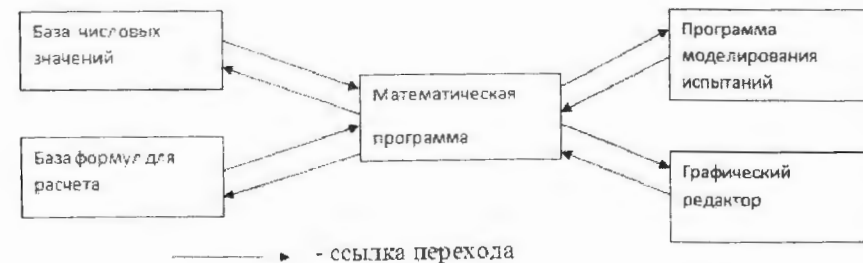 База числовых
значений
Программа
моделирования
испытаний
Математическая
программа
База формул для
расчета
Графический
редактор
- ссылка перехода